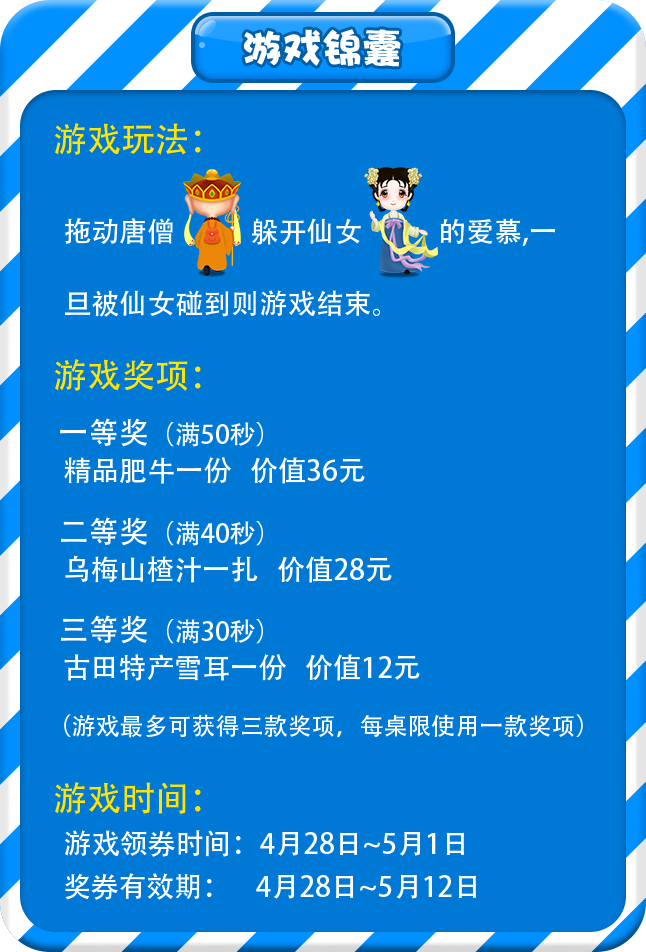 游戏锦囊
游戏玩法：
拖动唐僧 躲开仙女 的爱慕,一
旦被仙女碰到则游戏结束。
游戏奖项：
一等奖（满50秒）
精品肥牛一份 价值36元
二等奖（满40秒）
乌梅山楂汁一扎 价值28元
三等奖（满30秒）
古田特产雪耳一份 价值12元
（游戏最多可获得三款奖项，每桌限使用一款奖项）
游戏时间：
游戏领券时间：4月28日~5月1日
奖券有效期： 4月28日~5月12日